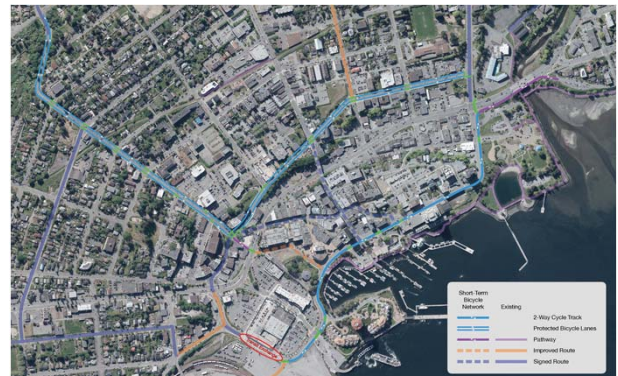 Short-Term
Bicycle
Network
Existing
2-Way Cycle Track
Protected Bicycle Lanes
Pathway
Improved Route
Signed Route